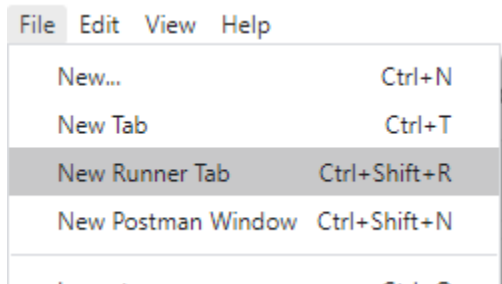 File Edit View Help
New... Ctrl+N
New Tab Ctrl+T
New Runner Tab Ctrl+Shift+R
New Postman Window Ctrl+Shift+N